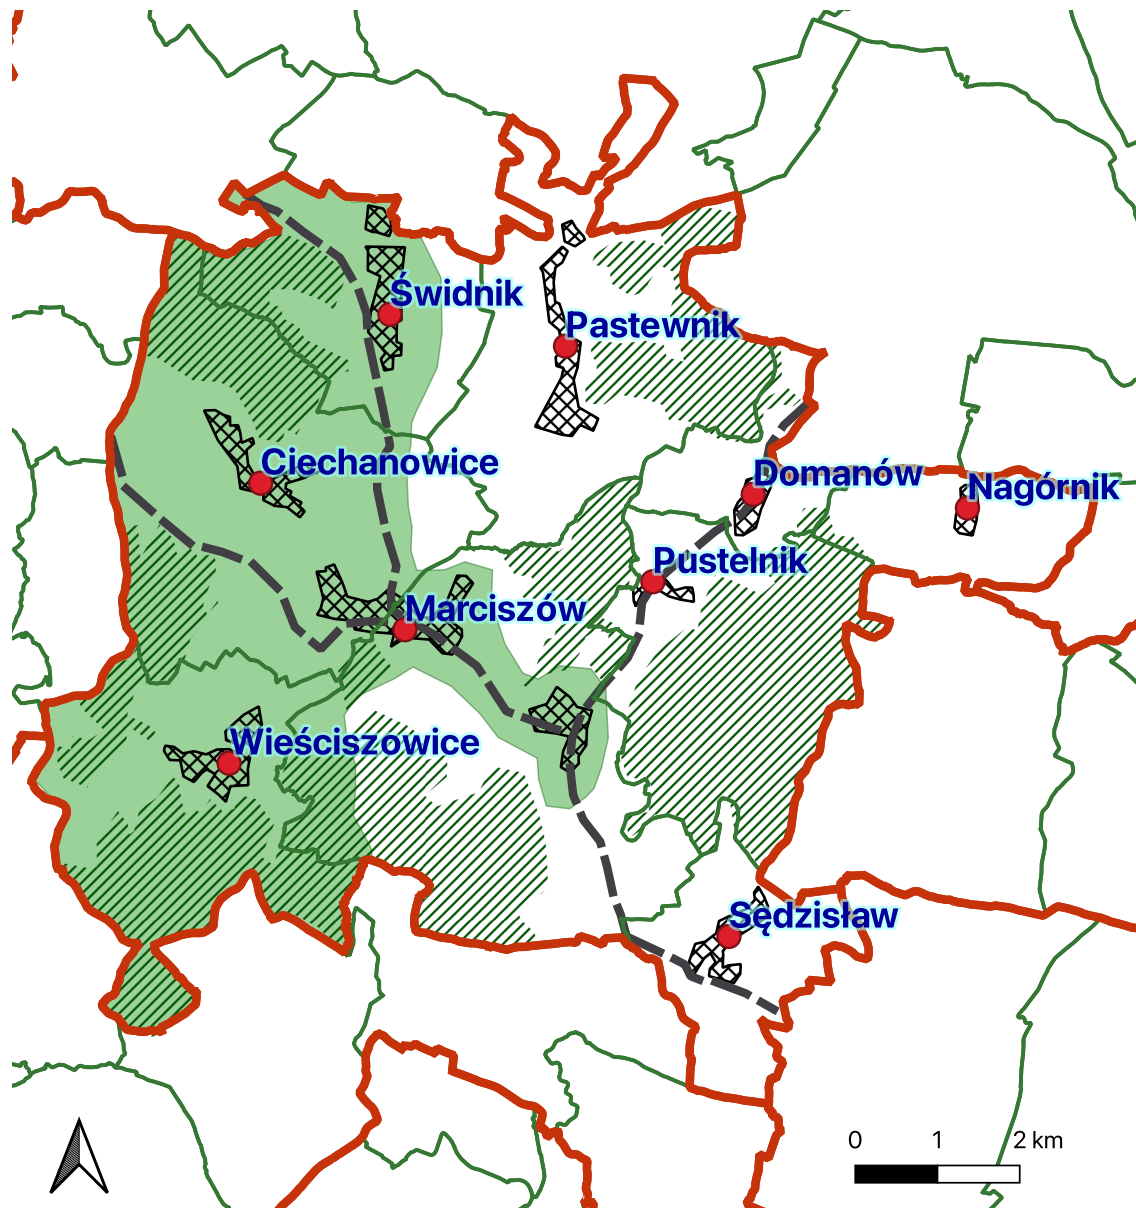 Świdnik
Pastewnik
Ciechanowice
Domanów
Nagórnik
Pustelnik
Marciszów
Wieściszowice
Sędzisław
0 1 2 km